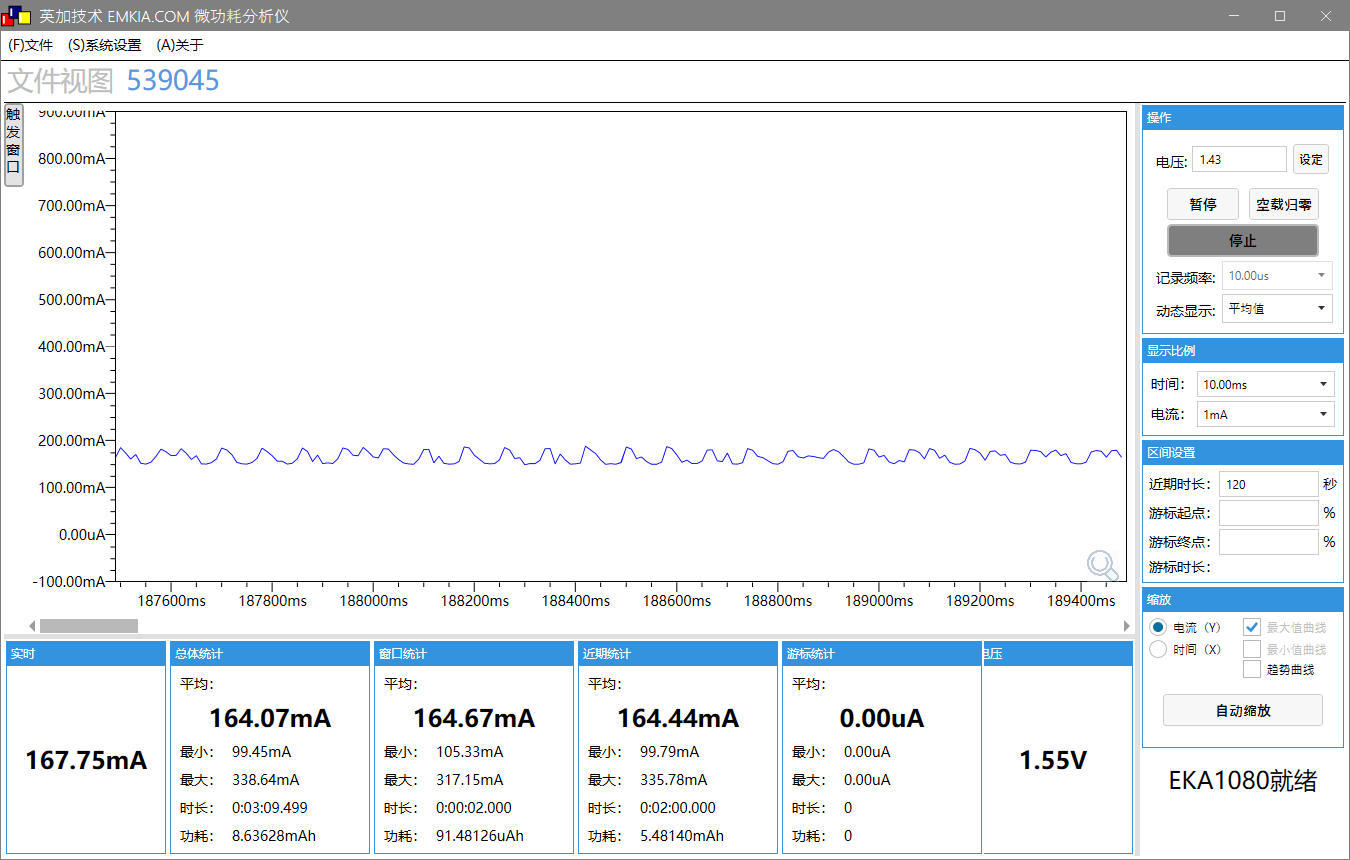 英加技术 EMKIA.COM 微功耗分析仪
(F)文件 (S)系统设置 (A)关于
文件视图 539045
触发窗口
900.00mA
800.00mA
700.00mA
600.00mA
500.00mA
400.00mA
300.00mA
200.00mA
100.00mA
0.00uA
-100.00mA
187600ms 187800ms 188000ms 188200ms 188400ms 188600ms 188800ms 189000ms 189200ms 189400ms
操作
电压: 1.43 设定
暂停 空载归零
停止
记录频率: 10.00us
动态显示: 平均值
显示比例
时间: 10.00ms
电流: 1mA
区间设置
近期时长: 120 秒
游标起点: %
游标终点: %
游标时长:
缩放
电流 (Y) 最大值曲线
时间 (X) 最小值曲线
趋势曲线
自动缩放
EKA1080就绪
实时
167.75mA
总体统计
平均:
164.07mA
最小: 99.45mA
最大: 338.64mA
时长: 0:03:09.499
功耗: 8.63628mAh
窗口统计
平均:
164.67mA
最小: 105.33mA
最大: 317.15mA
时长: 0:00:02.000
功耗: 91.48126uAh
近期统计
平均:
164.44mA
最小: 99.79mA
最大: 335.78mA
时长: 0:02:00.000
功耗: 5.48140mAh
游标统计
平均:
0.00uA
最小: 0.00uA
最大: 0.00uA
时长: 0
功耗: 0
电压
1.55V